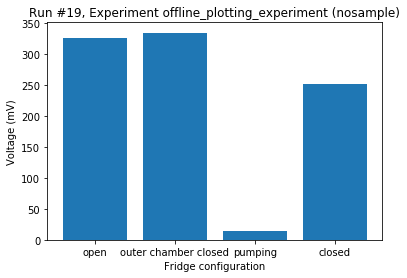 Run #19, Experiment offline_plotting_experiment (nosample)
350
300
250
200
150
100
50
0
Voltage (mV)
open outer chamber closed pumping closed
Fridge configuration